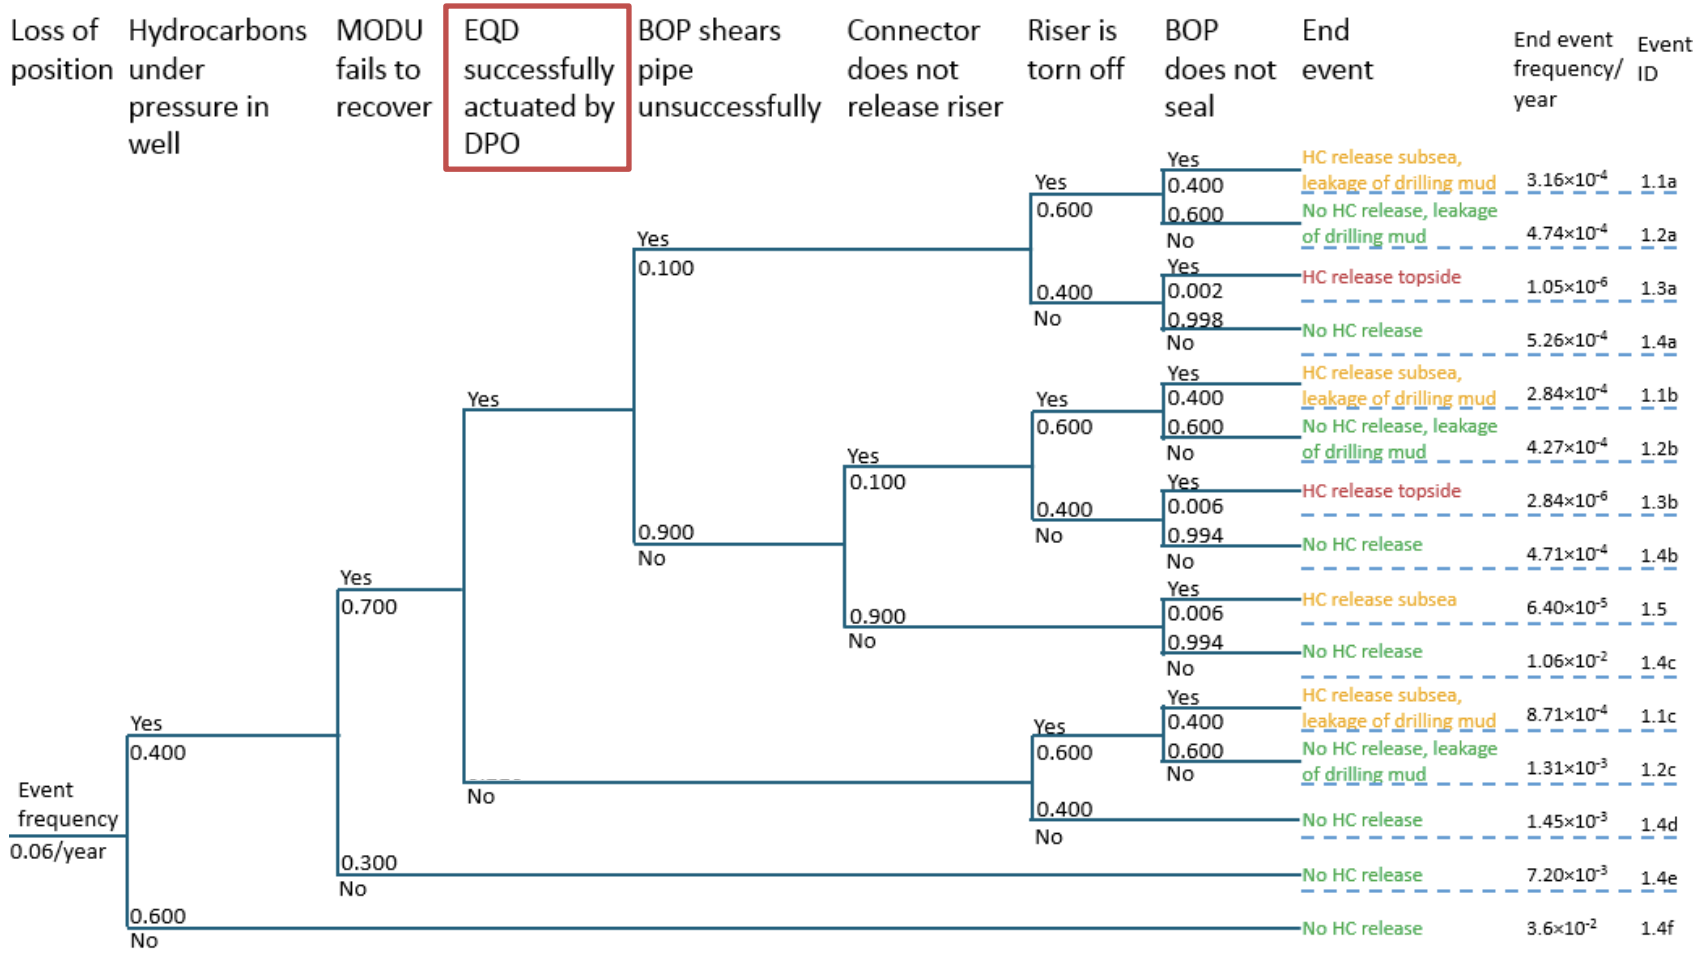 Loss of
position
Hydrocarbons
under
pressure in
well
MODU
fails to
recover
EQD
successfully
actuated by
DPO
BOP shears
pipe
unsuccessfully
Connector
does not
release riser
Riser is
torn off
BOP
does not
seal
End
event
End event
frequency/
year
Event
ID
Yes
0.400
HC release subsea,
leakage of drilling mud
3.16×10⁻⁴
1.1a
Yes
0.600
0.600
No
No HC release, leakage
of drilling mud
4.74×10⁻⁴
1.2a
Yes
0.100
Yes
0.002
HC release topside
1.05×10⁻⁶
1.3a
0.400
No
0.998
No
No HC release
5.26×10⁻⁴
1.4a
Yes
0.400
HC release subsea,
leakage of drilling mud
2.84×10⁻⁴
1.1b
Yes
Yes
0.600
0.600
No
No HC release, leakage
of drilling mud
4.27×10⁻⁴
1.2b
Yes
0.100
Yes
0.006
HC release topside
2.84×10⁻⁶
1.3b
0.400
No
0.994
No
No HC release
4.71×10⁻⁴
1.4b
0.900
No
Yes
0.006
HC release subsea
6.40×10⁻⁵
1.5
Yes
0.700
0.900
No
0.994
No
No HC release
1.06×10⁻²
1.4c
Yes
0.400
HC release subsea,
leakage of drilling mud
8.71×10⁻⁴
1.1c
Yes
0.400
Yes
0.600
0.600
No
No HC release, leakage
of drilling mud
1.31×10⁻³
1.2c
No
0.400
No
No HC release
1.45×10⁻³
1.4d
Event
frequency
0.06/year
0.300
No
No HC release
7.20×10⁻³
1.4e
0.600
No
No HC release
3.6×10⁻²
1.4f